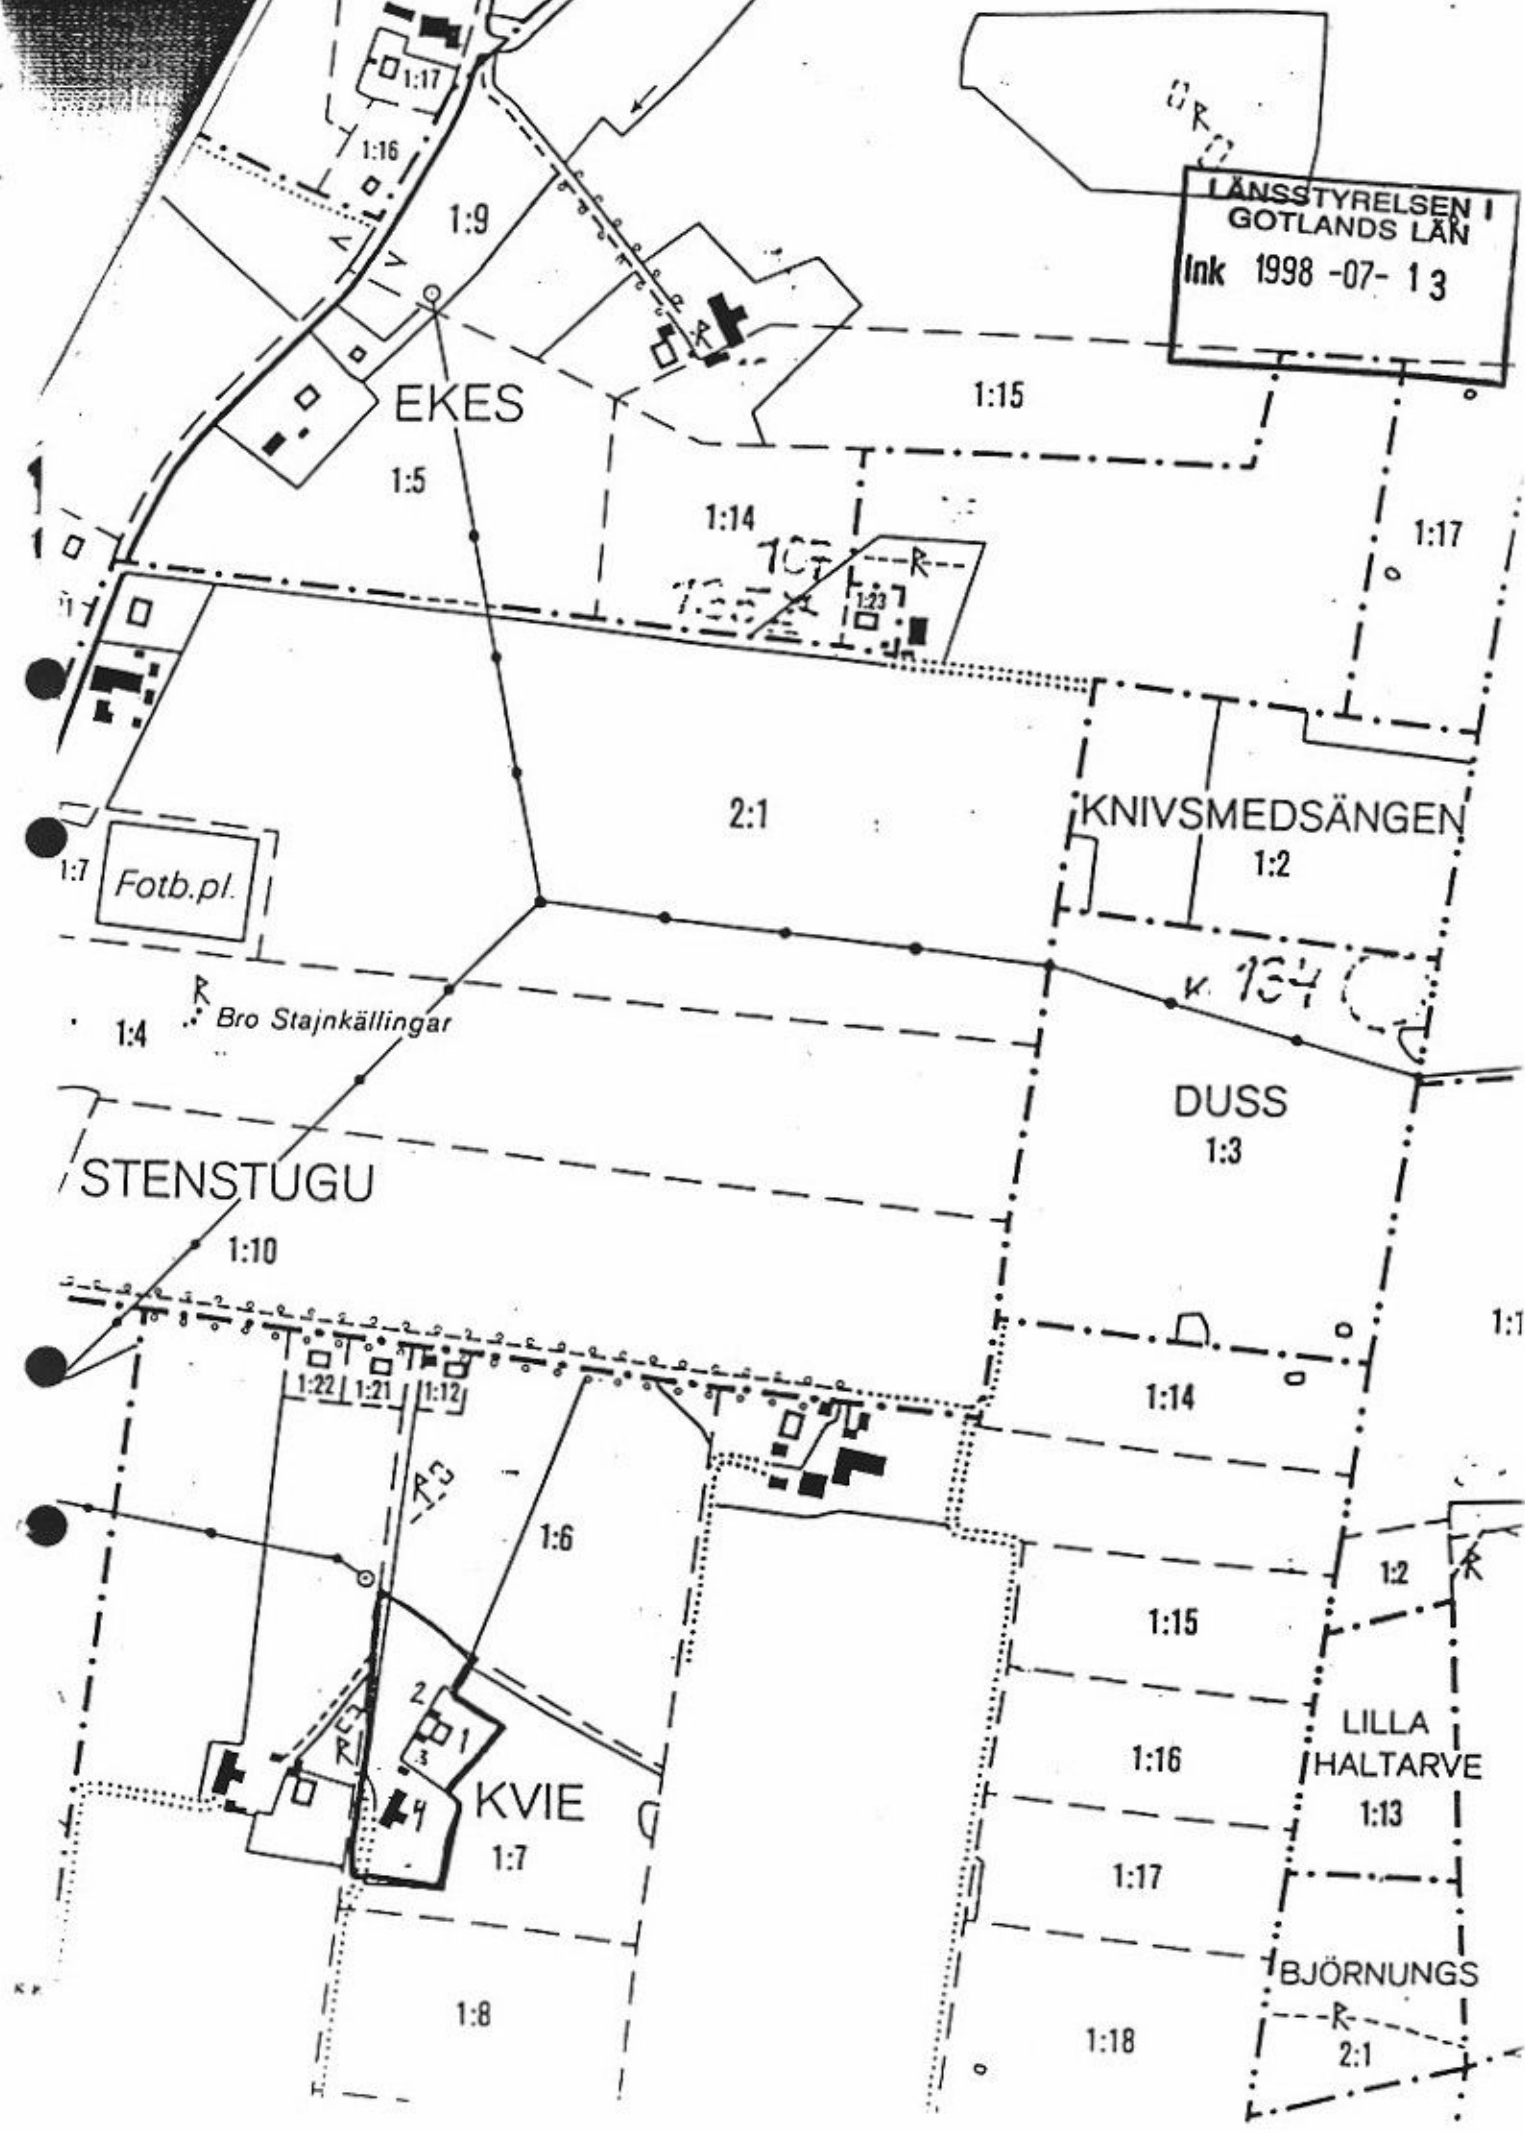 1:17
1:16
R
LÄNSSTYRELSEN I
GOTLANDS LÄN
Ink 1998 -07- 13
1:9
R
EKES
1:15
1:5
1:14
1:17
R
1:23
2:1
KNIVSMEDSÄNGEN
1:2
1:7
Fotb.pl.
134
R
Bro Stajnkällingar
1:4
DUSS
1:3
STENSTUGU
1:10
1:22
1:21
1:12
1:14
R
1:6
1:2
R
1:15
2
1
3
R
LILLA
HALTARVE
1:13
1:16
KVIE
4
1:7
1:17
BJÖRNUNGS
R
2:1
1:8
1:18